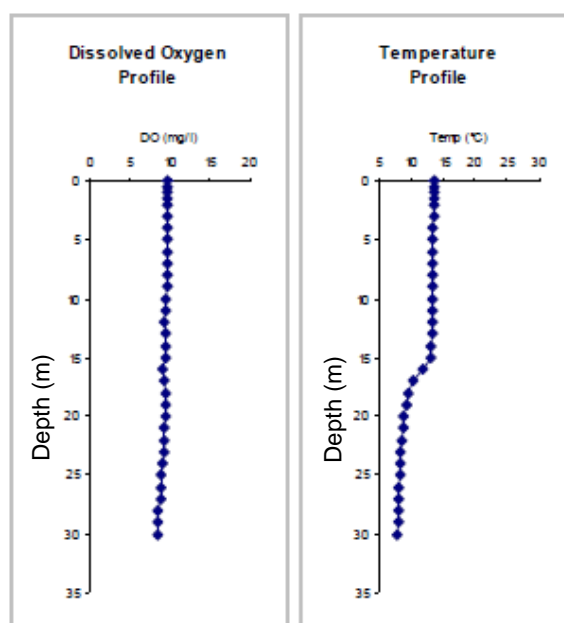 Dissolved Oxygen
Profile
DO (mg/l)
0 5 10 15 20
0
5
10
15
20
25
30
35
Depth (m)
Temperature
Profile
Temp (°C)
5 10 15 20 25 30
0
5
10
15
20
25
30
35
Depth (m)